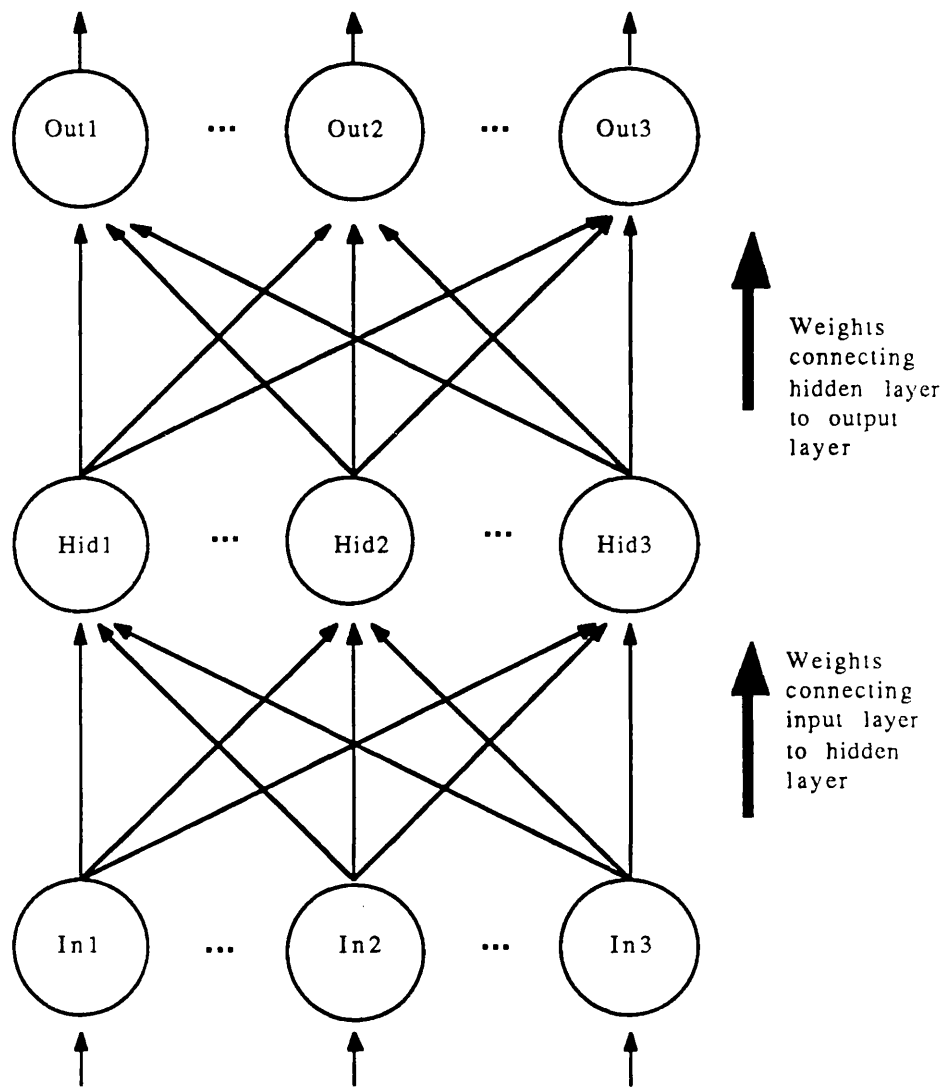 Out1 ... Out2 ... Out3
Weights
connecting
hidden layer
to output
layer
Hid1 ... Hid2 ... Hid3
Weights
connecting
input layer
to hidden
layer
In1 ... In2 ... In3